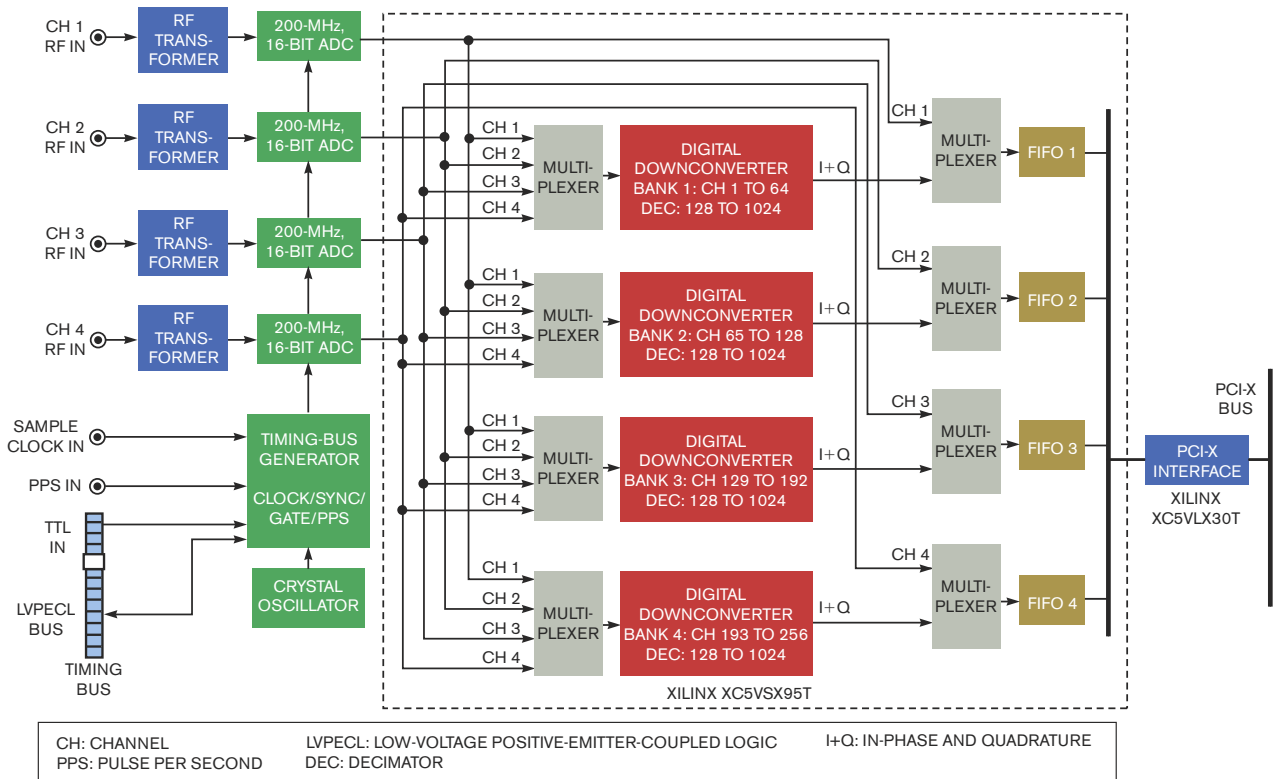 CH 1
RF IN
RF
TRANS-
FORMER
200-MHz,
16-BIT ADC
CH 2
RF IN
RF
TRANS-
FORMER
200-MHz,
16-BIT ADC
CH 3
RF IN
RF
TRANS-
FORMER
200-MHz,
16-BIT ADC
CH 4
RF IN
RF
TRANS-
FORMER
200-MHz,
16-BIT ADC
SAMPLE
CLOCK IN
PPS IN
TTL
IN
LVPECL
BUS
TIMING
BUS
TIMING-BUS
GENERATOR
CLOCK/SYNC/
GATE/PPS
CRYSTAL
OSCILLATOR
CH 1
CH 2
CH 3
CH 4
MULTI-
PLEXER
DIGITAL
DOWNCONVERTER
BANK 1: CH 1 TO 64
DEC: 128 TO 1024
I+Q
CH 1
MULTI-
PLEXER
FIFO 1
CH 1
CH 2
CH 3
CH 4
MULTI-
PLEXER
DIGITAL
DOWNCONVERTER
BANK 2: CH 65 TO 128
DEC: 128 TO 1024
I+Q
CH 2
MULTI-
PLEXER
FIFO 2
CH 1
CH 2
CH 3
CH 4
MULTI-
PLEXER
DIGITAL
DOWNCONVERTER
BANK 3: CH 129 TO 192
DEC: 128 TO 1024
I+Q
CH 3
MULTI-
PLEXER
FIFO 3
CH 1
CH 2
CH 3
CH 4
MULTI-
PLEXER
DIGITAL
DOWNCONVERTER
BANK 4: CH 193 TO 256
DEC: 128 TO 1024
I+Q
CH 4
MULTI-
PLEXER
FIFO 4
XILINX XC5VSX95T
PCI-X
BUS
PCI-X
INTERFACE
XILINX
XC5VLX30T
CH: CHANNEL
PPS: PULSE PER SECOND
LVPECL: LOW-VOLTAGE POSITIVE-EMITTER-COUPLED LOGIC
DEC: DECIMATOR
I+Q: IN-PHASE AND QUADRATURE